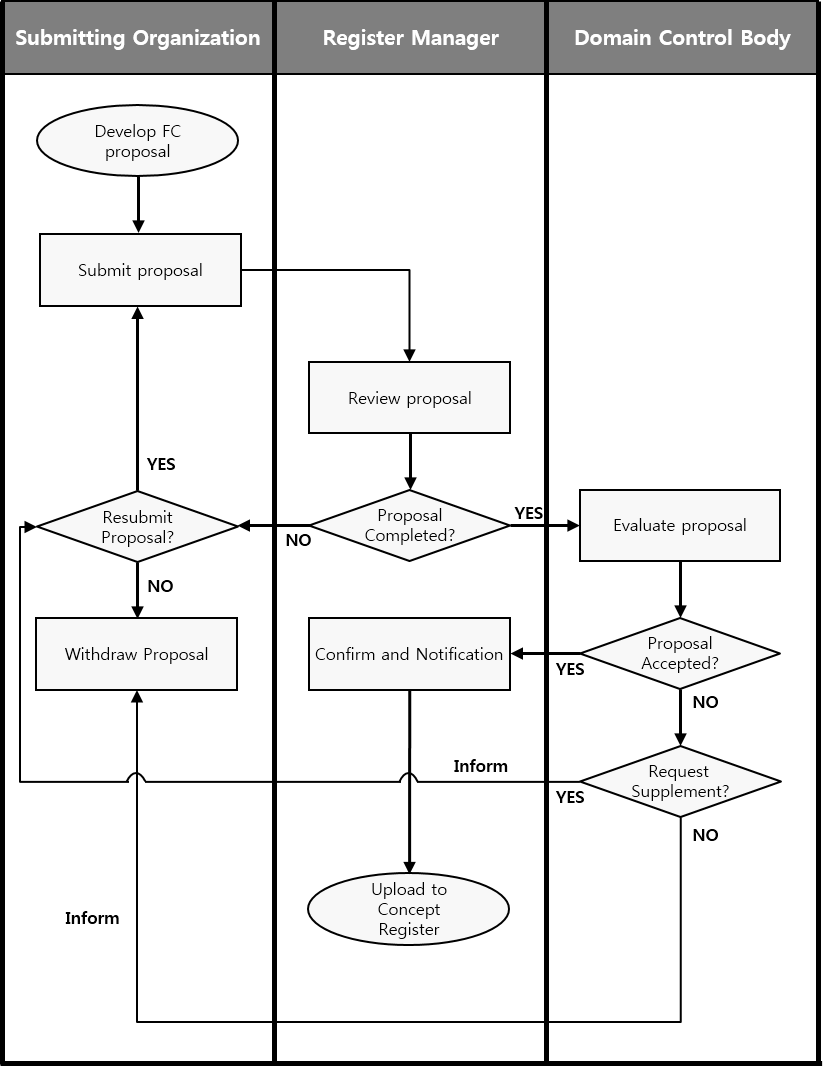 Submitting Organization
Register Manager
Domain Control Body
Develop FC
proposal
Submit proposal
Review proposal
YES
Resubmit
Proposal?
NO
Proposal
Completed?
YES
Evaluate proposal
NO
Withdraw Proposal
Confirm and Notification
YES
Proposal
Accepted?
NO
Inform
YES
Request
Supplement?
NO
Inform
Upload to
Concept
Register